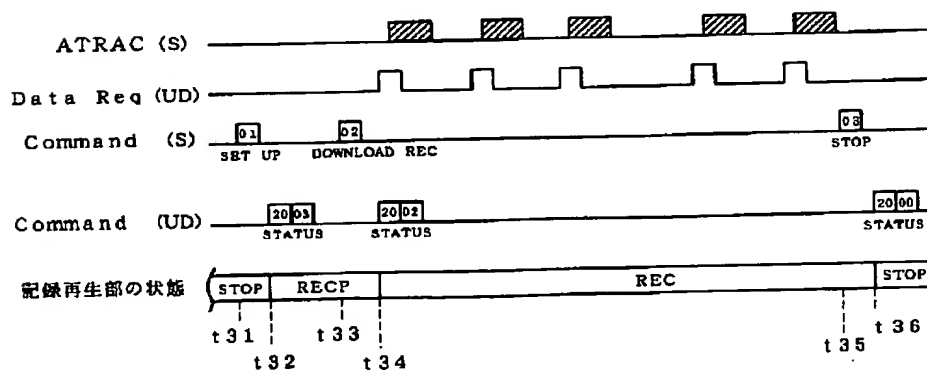 ATRAC (S)
Data Req (UD)
Command (S)
01
02
03
SET UP
DOWNLOAD REC
STOP
Command (UD)
20 03
20 02
20 00
STATUS
STATUS
STATUS
記録再生部の状態
STOP
RECP
REC
STOP
t31
t33
t35
t36
t32
t34